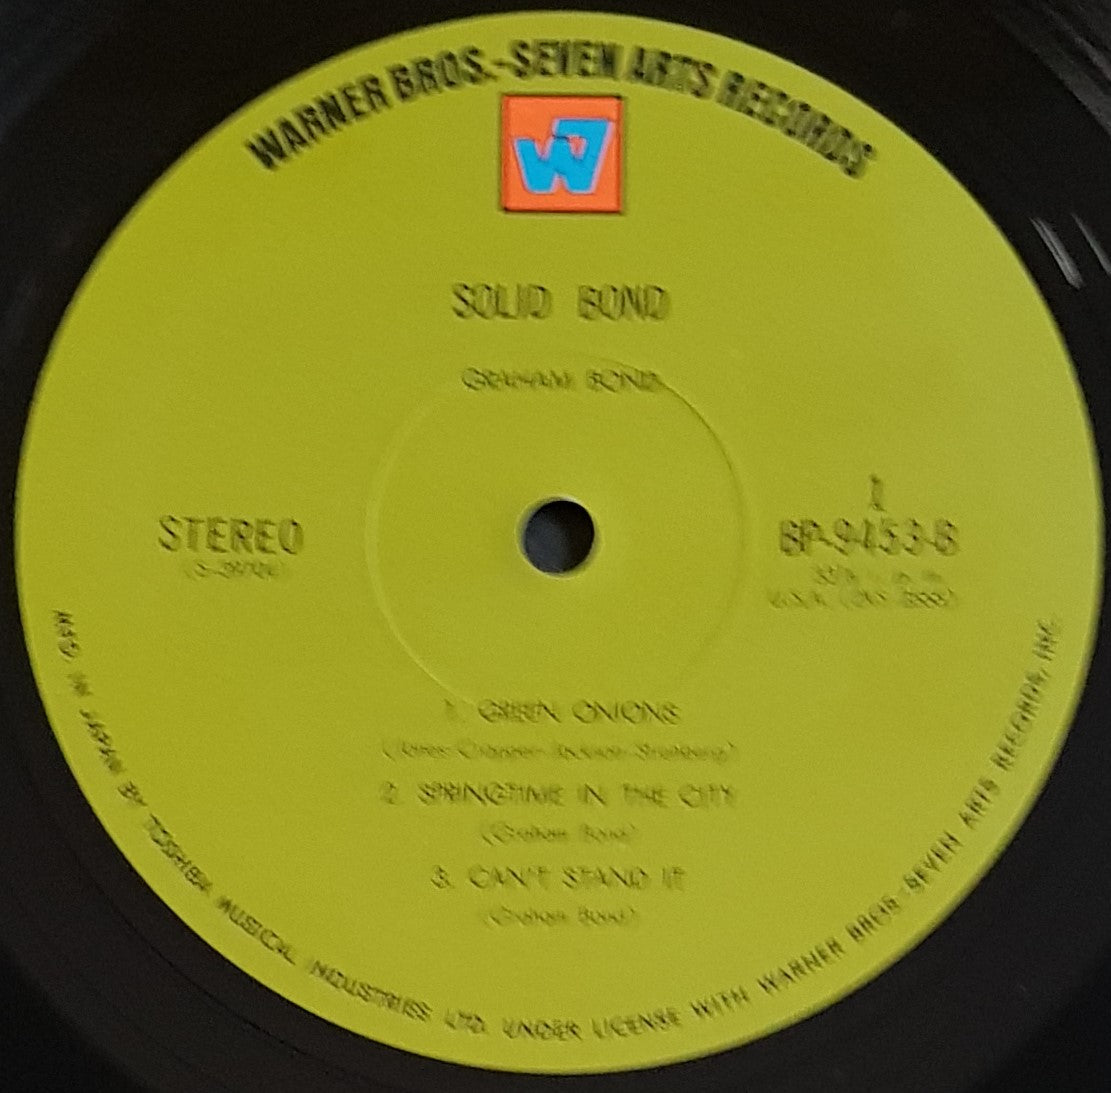 WARNER BROS.-SEVEN ARTS RECORDS
W7
SOLID BOND
GRAHAM BOND
STEREO
1
BP-9453-B
1. GREEN ONIONS
2. SPRINGTIME IN THE CITY
(Graham Bond)
3. CAN'T STAND IT
(Graham Bond)
MFD. IN JAPAN BY TOSHIBA MUSICAL INDUSTRIES LTD. UNDER LICENSE WITH WARNER BROS.-SEVEN ARTS RECORDS, INC.